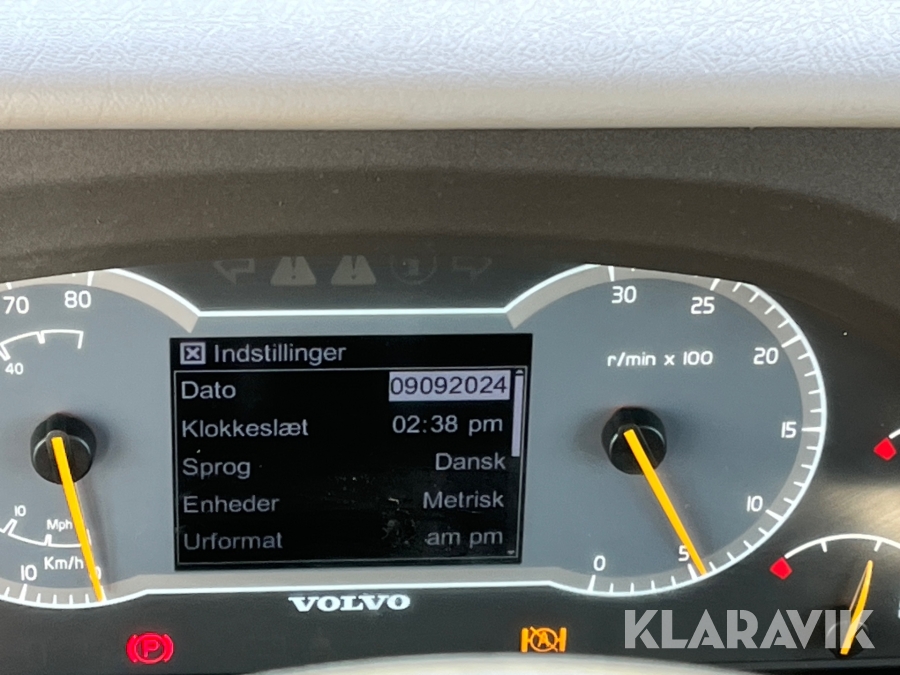 70
80
40
30
25
20
15
10
5
0
r/min x 100
Indstillinger
Dato 09092024
Klokkeslæt 02:38 pm
Sprog Dansk
Enheder Metrisk
Urformat am pm
10
Mph
Km/h
10
0
VOLVO
P
A
KLARAVIK